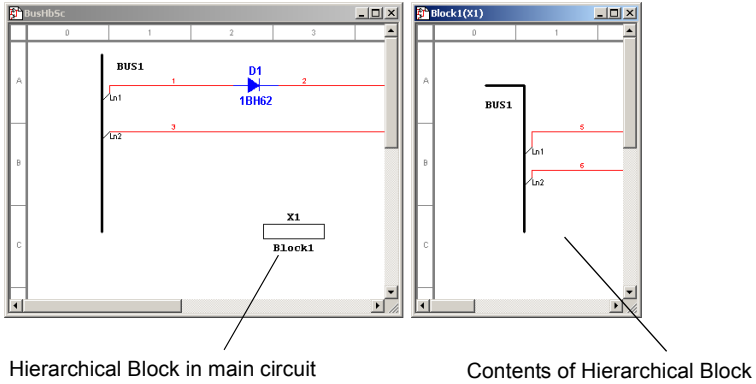 BusHbSc
Block1(X1)
0 1 2 3
0 1
A
BUS1
D1
1 2
1BH62
Ln1
3
Ln2
B
X1
Block1
C
A
BUS1
5
Ln1
6
Ln2
B
C
Hierarchical Block in main circuit
Contents of Hierarchical Block